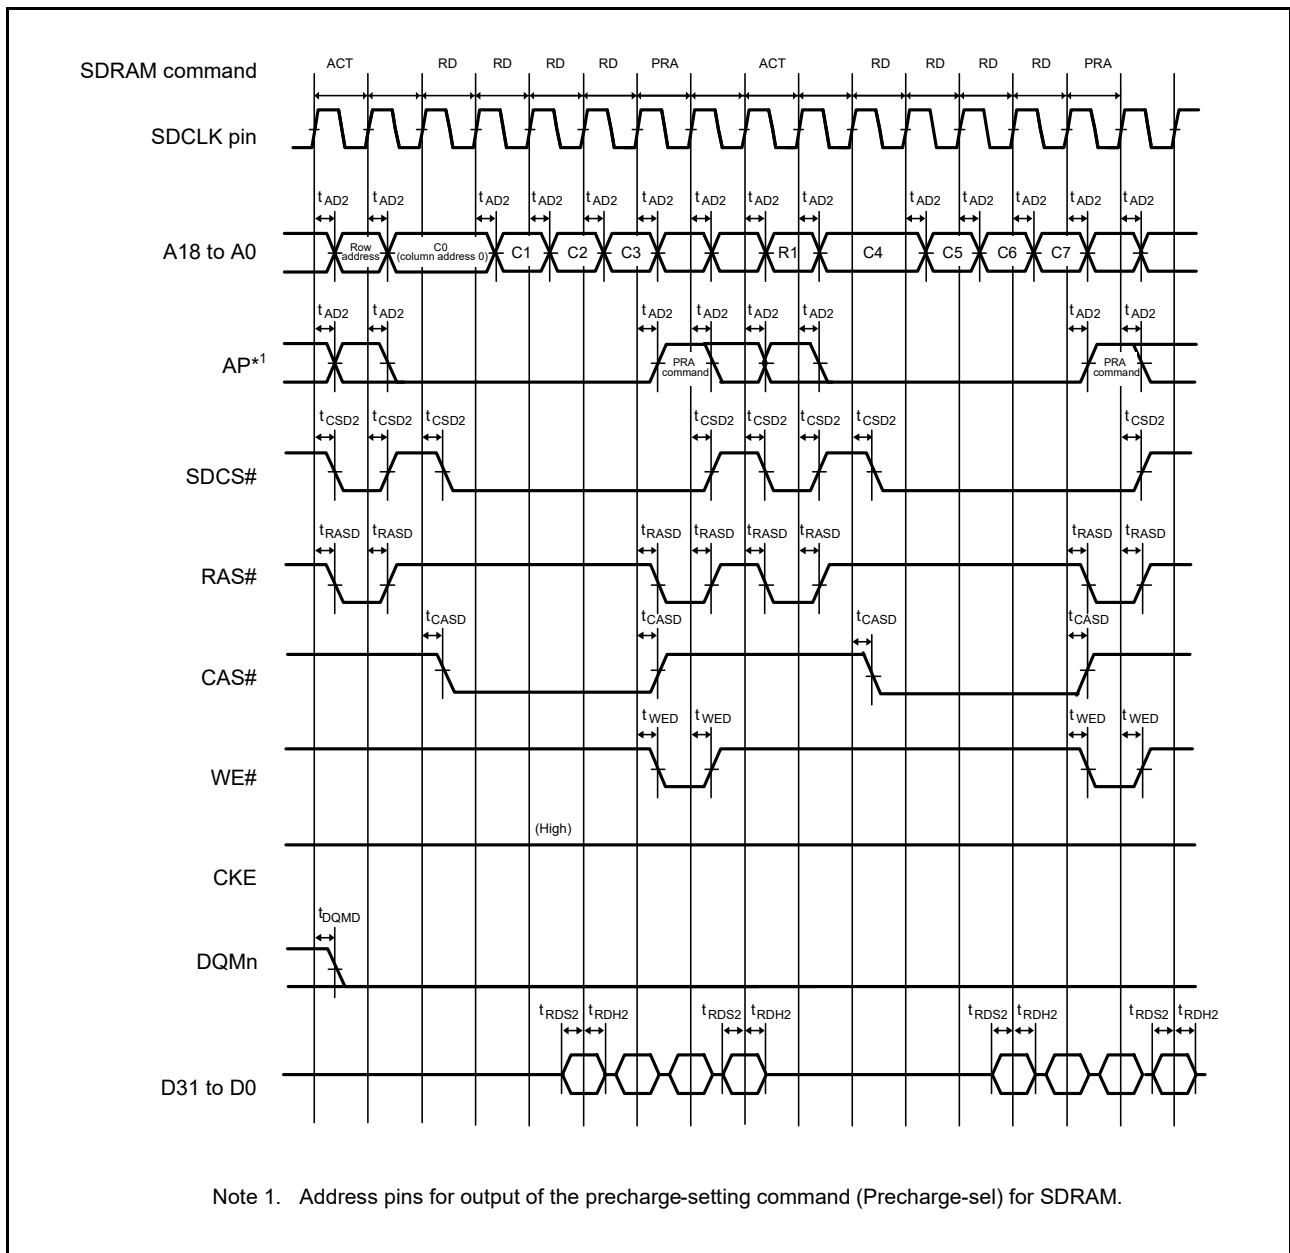 SDRAM command ACT RD RD RD RD PRA ACT RD RD RD RD PRA
SDCLK pin
tAD2 tAD2 tAD2 tAD2 tAD2 tAD2 tAD2 tAD2 tAD2 tAD2 tAD2 tAD2 tAD2 tAD2
A18 to A0 Row address C0 (column address 0) C1 C2 C3 R1 C4 C5 C6 C7
tAD2 tAD2 tAD2 tAD2 tAD2 tAD2 tAD2 tAD2
AP*1 PRA command PRA command
tCSD2 tCSD2 tCSD2 tCSD2 tCSD2 tCSD2 tCSD2 tCSD2
SDCS#
tRASD tRASD tRASD tRASD tRASD tRASD tRASD tRASD
RAS#
tCASD tCASD tCASD tCASD
CAS#
tWED tWED tWED tWED
WE#
(High)
CKE
tDQMD
DQMn
tRDS2 tRDH2 tRDS2 tRDH2 tRDS2 tRDH2 tRDS2 tRDH2
D31 to D0
Note 1. Address pins for output of the precharge-setting command (Precharge-sel) for SDRAM.